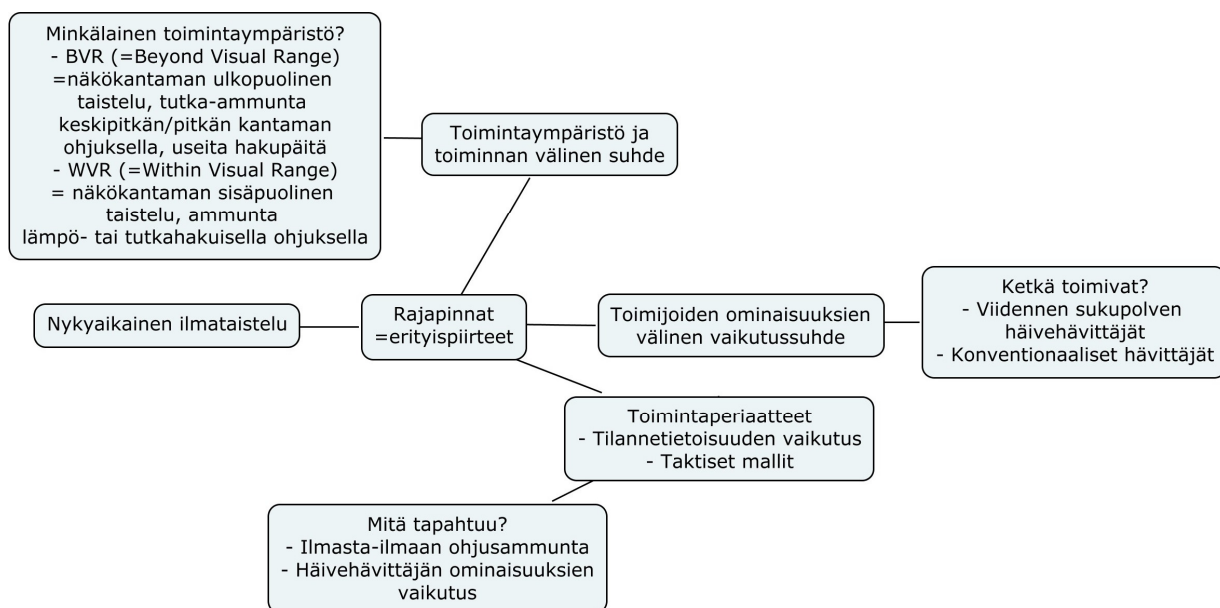 Minkälainen toimintaympäristö?
- BVR (=Beyond Visual Range)
=näkökantaman ulkopuolinen
taistelu, tutka-ammunta
keskipitkän/pitkän kantaman
ohjuksella, useita hakupäitä
- WVR (=Within Visual Range)
= näkökantaman sisäpuolinen
taistelu, ammunta
lämpö- tai tutkahakuisella ohjuksella
Toimintaympäristö ja
toiminnan välinen suhde
Nykyaikainen ilmataistelu
Rajapinnat
=erityispiirteet
Toimijoiden ominaisuuksien
välinen vaikutussuhde
Ketkä toimivat?
- Viidennen sukupolven
häivehävittäjät
- Konventionaaliset hävittäjät
Toimintaperiaatteet
- Tilannetietoisuuden vaikutus
- Taktiset mallit
Mitä tapahtuu?
- Ilmasta-ilmaan ohjusammunta
- Häivehävittäjän ominaisuuksien
vaikutus